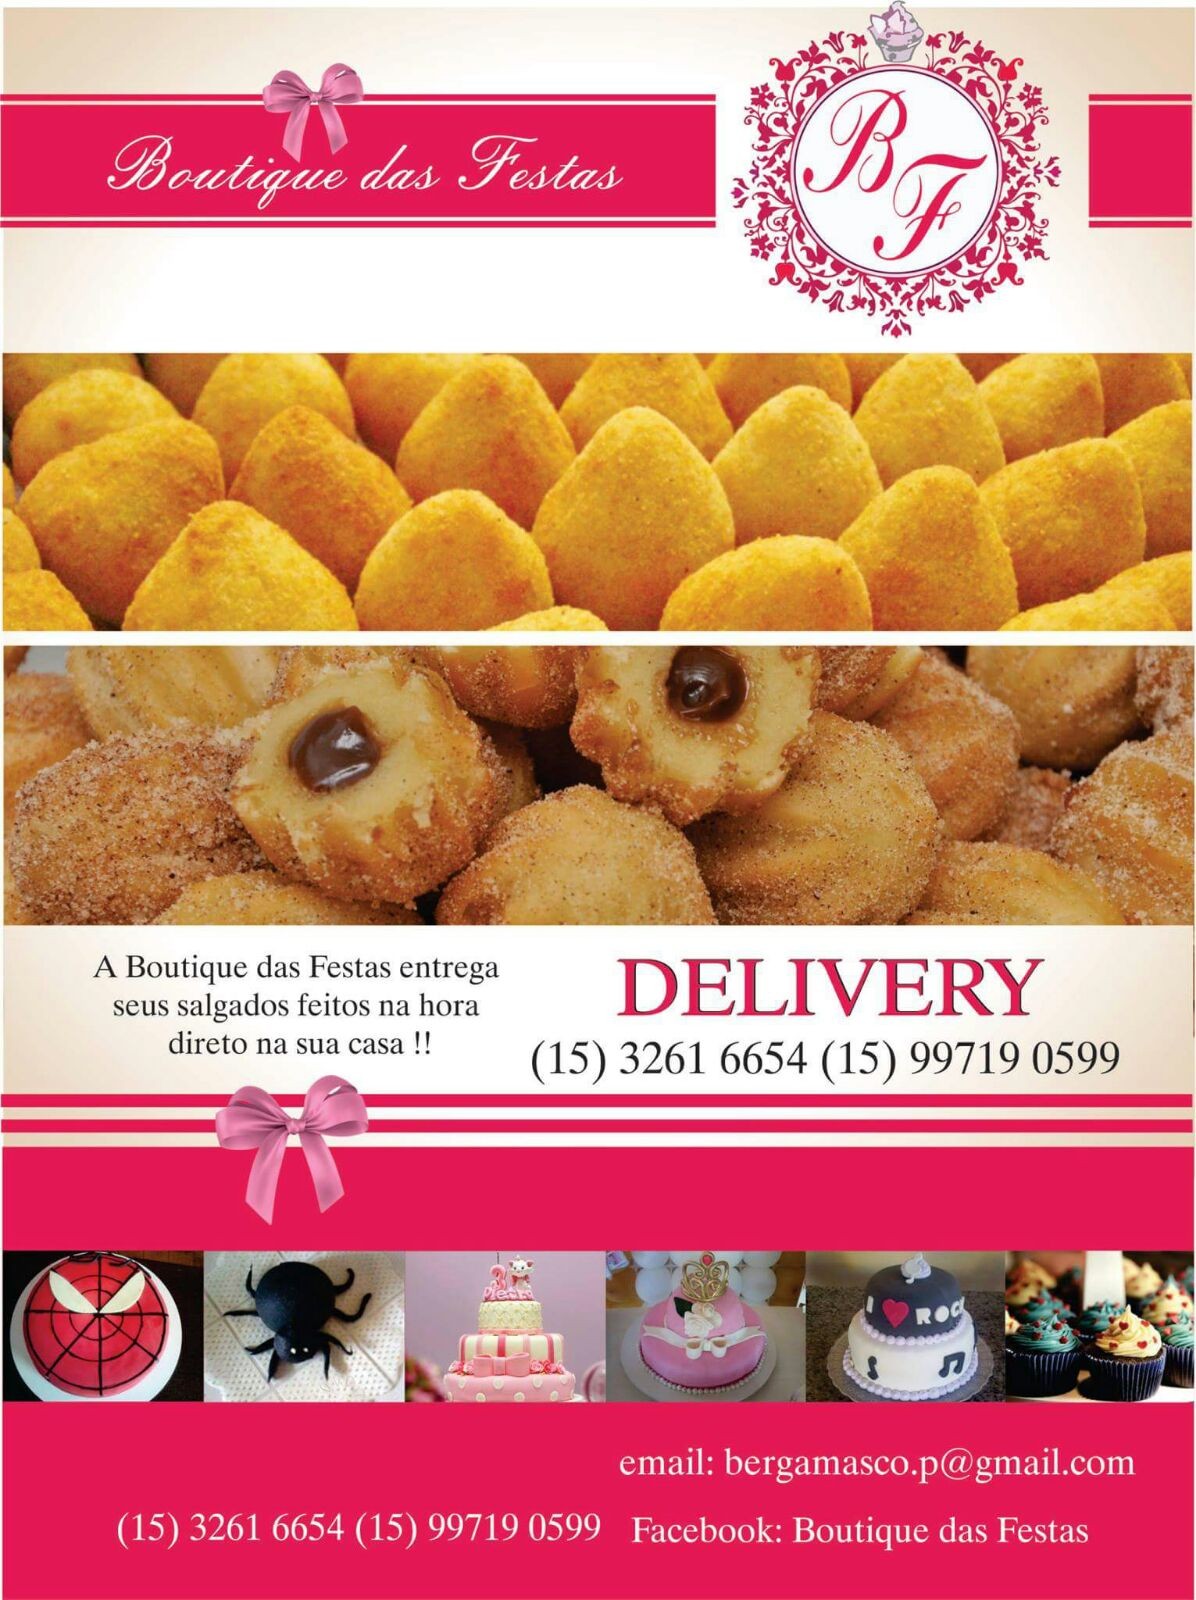 B
F
Boutique das Festas
A Boutique das Festas entrega
seus salgados feitos na hora
direto na sua casa !!
DELIVERY
(15) 3261 6654 (15) 99719 0599
3
I ROCK
email: bergamasco.p@gmail.com
(15) 3261 6654 (15) 99719 0599
Facebook: Boutique das Festas